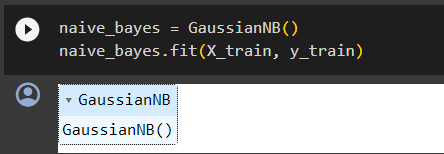 naive_bayes = GaussianNB()
naive_bayes.fit(X_train, y_train)
GaussianNB
GaussianNB()